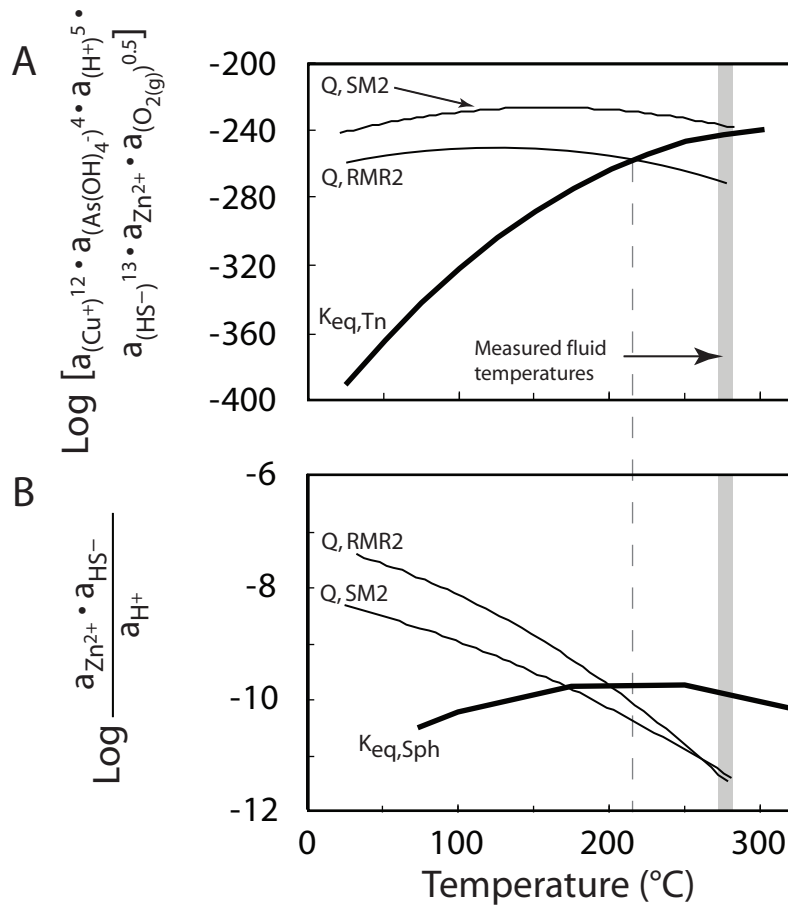 A
Log [a(Cu+)12 • a(As(OH)4-)4 • a(H+)5 •
a(HS−)13 • aZn2+ • a(O2(g))0.5]
-200
-240
-280
-320
-360
-400
Q, SM2
Q, RMR2
Keq,Tn
Measured fluid
temperatures
B
Log
aZn2+ • aHS−
aH+
-6
-8
-10
-12
Q, RMR2
Q, SM2
Keq,Sph
0 100 200 300
Temperature (°C)